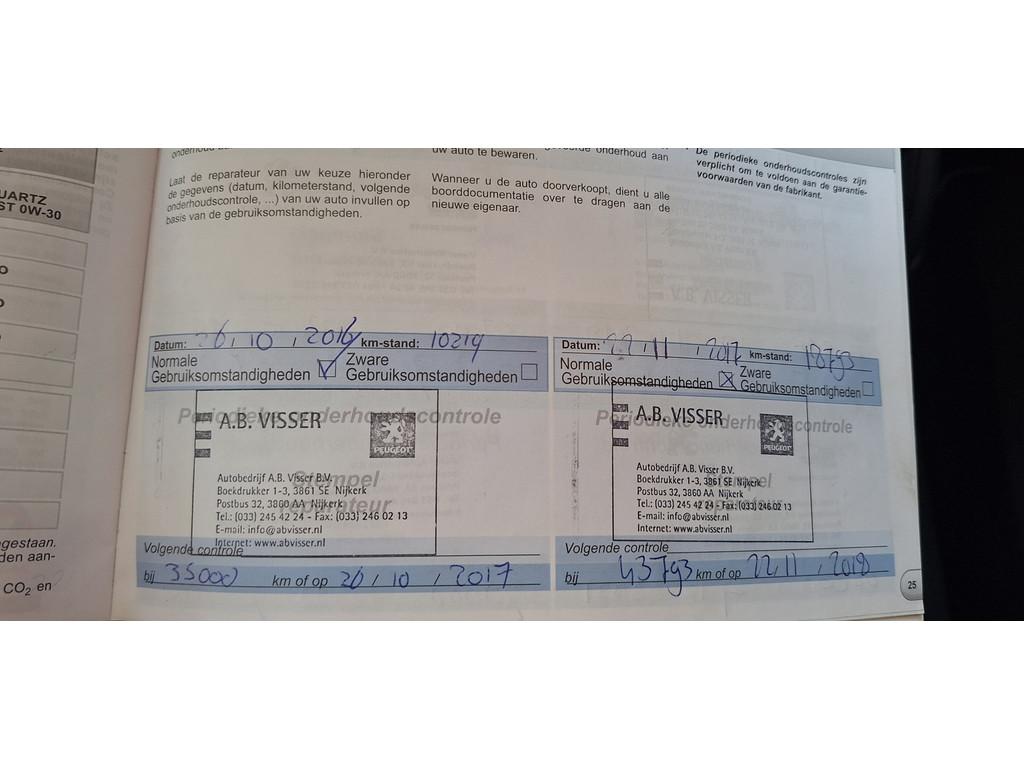 UARTZ
ST 0W-30
Laat de reparateur van uw keuze hieronder
de gegevens (datum, kilometerstand, volgende
onderhoudscontrole, ...) van uw auto invullen op
basis van de gebruiksomstandigheden.
onderhoud aan
uw auto te bewaren.
Wanneer u de auto doorverkoopt, dient u alle
boorddocumentatie over te dragen aan de
nieuwe eigenaar.
De periodieke onderhoudscontroles zijn
verplicht om te voldoen aan de garantie-
voorwaarden van de fabrikant.
Datum: 26, 10, 2016 km-stand: 10219
Normale
Gebruiksomstandigheden
Zware
Gebruiksomstandigheden
Periodieke onderhoudscontrole
A.B. VISSER
PEUGEOT
Stempel
reparateur
Autobedrijf A.B. Visser B.V.
Boekdrukker 1-3, 3861 SE Nijkerk
Postbus 32, 3860 AA Nijkerk
Tel.: (033) 245 42 24 - Fax: (033) 246 02 13
E-mail: info@abvisser.nl
Internet: www.abvisser.nl
Volgende controle
bij 35000 km of op 26 / 10 / 2017
Datum: 22, 11, 2017 km-stand: 18793
Normale
Gebruiksomstandigheden
Zware
Gebruiksomstandigheden
Periodieke onderhoudscontrole
A.B. VISSER
PEUGEOT
Stempel
reparateur
Autobedrijf A.B. Visser B.V.
Boekdrukker 1-3, 3861 SE Nijkerk
Postbus 32, 3860 AA Nijkerk
Tel.: (033) 245 42 24 - Fax: (033) 246 02 13
E-mail: info@abvisser.nl
Internet: www.abvisser.nl
Volgende controle
bij 43793 km of op 22, 11, 2018
ngestaan.
den aan-
CO₂ en
25